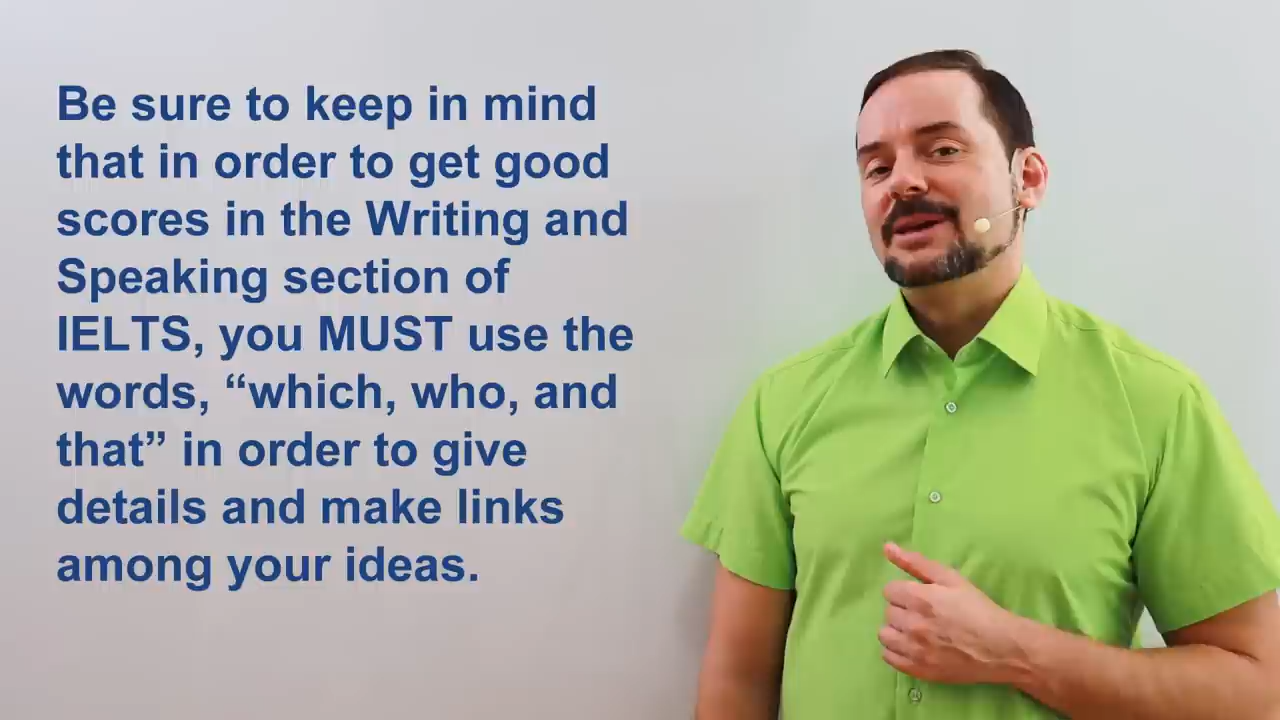 Be sure to keep in mind
that in order to get good
scores in the Writing and
Speaking section of
IELTS, you MUST use the
words, “which, who, and
that” in order to give
details and make links
among your ideas.